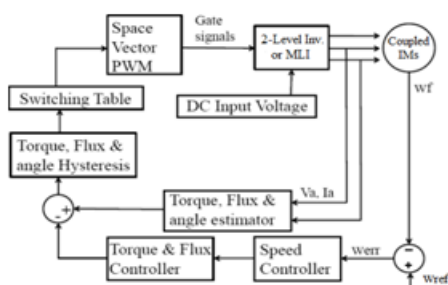 Space
Vector
PWM
Gate
signals
2-Level Inv.
or MLI
Coupled
IMs
Wf
Switching Table
DC Input Voltage
Torque, Flux &
angle Hysteresis
Torque, Flux &
angle estimator
Va, Ia
- +
Torque & Flux
Controller
Speed
Controller
Werr
-
+
Wref